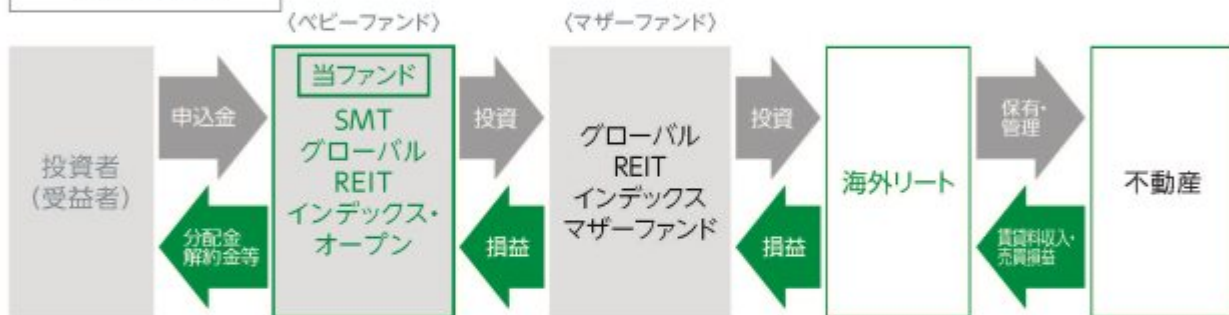 〈ベビーファンド〉
〈マザーファンド〉
投資者
(受益者)
申込金
分配金
解約金等
当ファンド
SMT
グローバル
REIT
インデックス・
オープン
投資
損益
グローバル
REIT
インデックス
マザーファンド
投資
損益
海外リート
保有・
管理
賃貸料収入・
売買損益
不動産